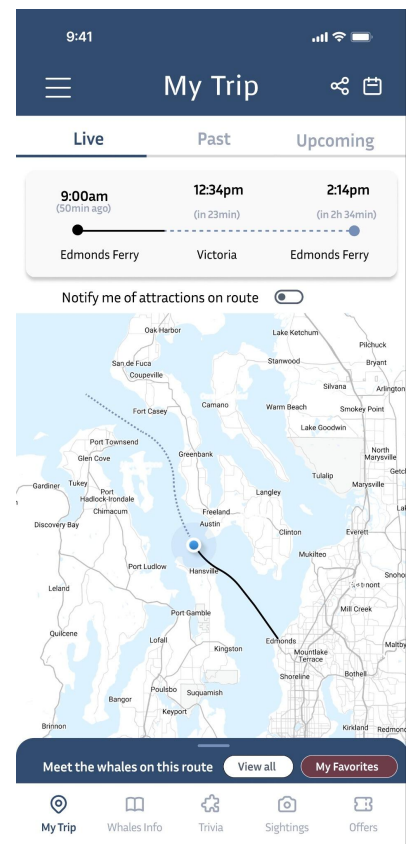 9:41
My Trip
Live Past Upcoming
9:00am 12:34pm 2:14pm
(50min ago) (in 23min) (in 2h 34min)
Edmonds Ferry Victoria Edmonds Ferry
Notify me of attractions on route
Oak Harbor
Lake Ketchum
Pilchuck
San de Fuca
Stanwood
Bryant
Coupeville
Silvana
Arlington
Fort Casey
Camano
Warm Beach
Smokey Point
Lake Goodwin
Port Townsend
Glen Cove
Greenbank
North
Marysville
Gardiner
Tukey
Tulalip
Getc
Marysville
Port
Hadlock-Irondale
Langley
Chimacum
Freeland
Lak
Discovery Bay
Austin
Clinton
Everett
Mukilteo
Port Ludlow
Hansville
Snoho
Leland
Mill Creek
Port Gamble
Quilcene
Lofall
Edmonds
Kingston
Mountlake
Terrace
Maltby
Shoreline
Bothell
Poulsbo
Suquamish
Bangor
Keyport
Brinnon
Kirkland
Redmon
Meet the whales on this route View all My Favorites
My Trip Whales Info Trivia Sightings Offers